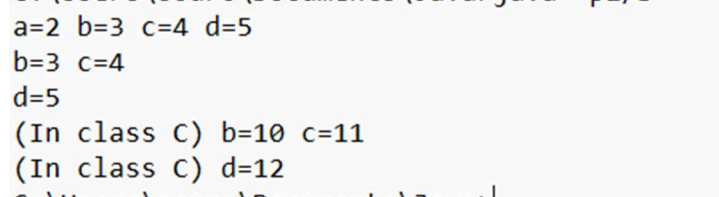 a=2 b=3 c=4 d=5
b=3 c=4
d=5
(In class C) b=10 c=11
(In class C) d=12